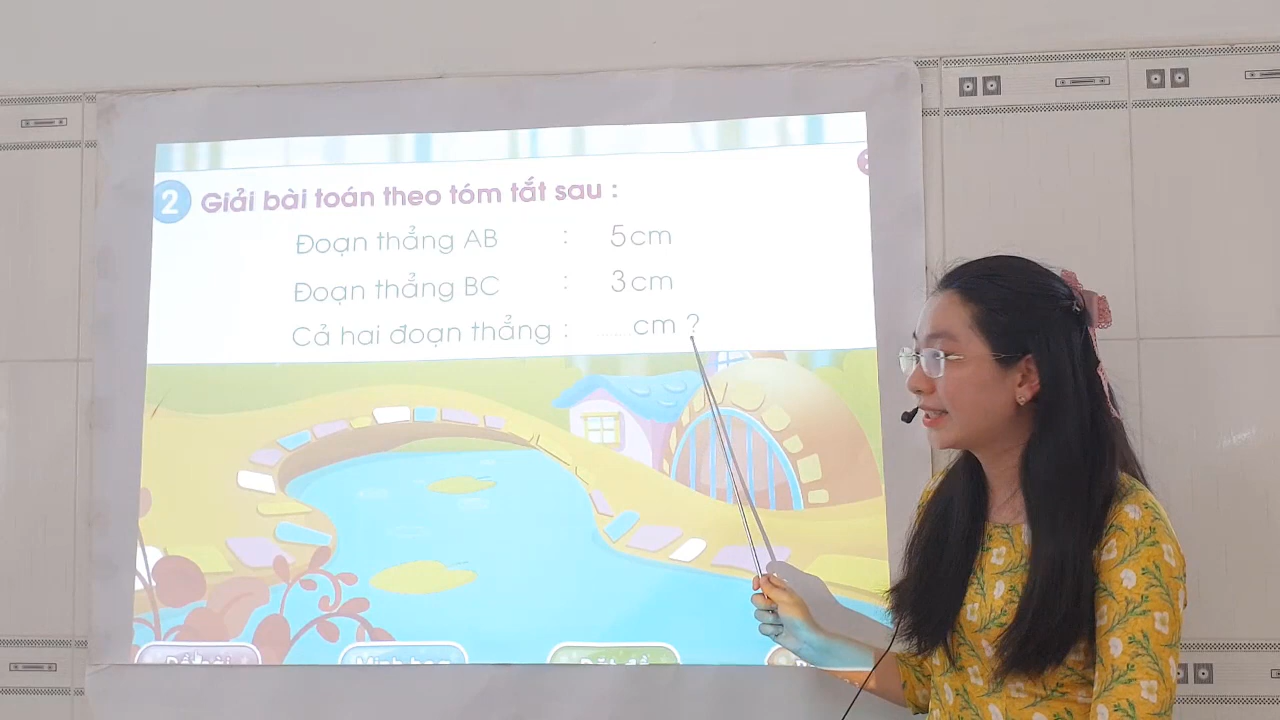 2 Giải bài toán theo tóm tắt sau :
Đoạn thẳng AB : 5cm
Đoạn thẳng BC : 3cm
Cả hai đoạn thẳng : ......cm ?